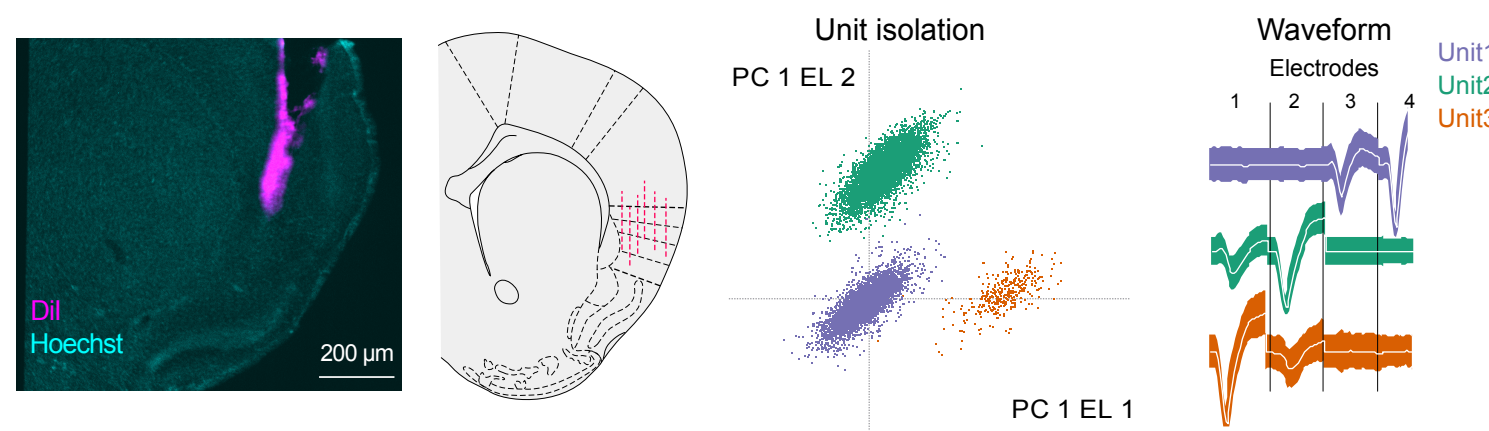 DiI
Hoechst
200 µm
Unit isolation
PC 1 EL 2
PC 1 EL 1
Waveform
Electrodes
1 2 3 4
Unit1
Unit2
Unit3